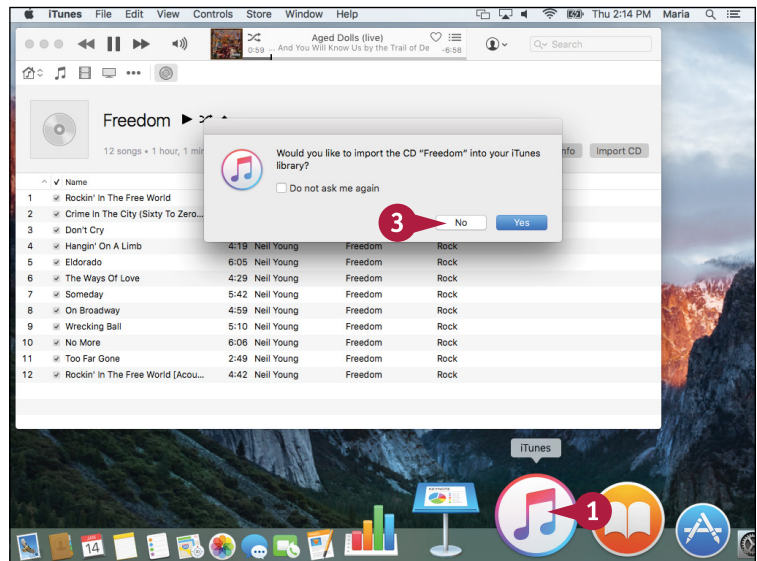 iTunes File Edit View Controls Store Window Help Thu 2:14 PM Maria
Aged Dolls (live)
0:59 ... And You Will Know Us by the Trail of De -6:58
Search
Freedom
12 songs • 1 hour, 1 min
nfo Import CD
Would you like to import the CD “Freedom” into your iTunes
library?
Do not ask me again
3 No Yes
Name
1 Rockin' In The Free World
2 Crime In The City (Sixty To Zero...
3 Don't Cry
4 Hangin' On A Limb 4:19 Neil Young Freedom Rock
5 Eldorado 6:05 Neil Young Freedom Rock
6 The Ways Of Love 4:29 Neil Young Freedom Rock
7 Someday 5:42 Neil Young Freedom Rock
8 On Broadway 4:59 Neil Young Freedom Rock
9 Wrecking Ball 5:10 Neil Young Freedom Rock
10 No More 6:06 Neil Young Freedom Rock
11 Too Far Gone 2:49 Neil Young Freedom Rock
12 Rockin' In The Free World [Acou... 4:42 Neil Young Freedom Rock
iTunes
KEYNOTE
1
JAN
14